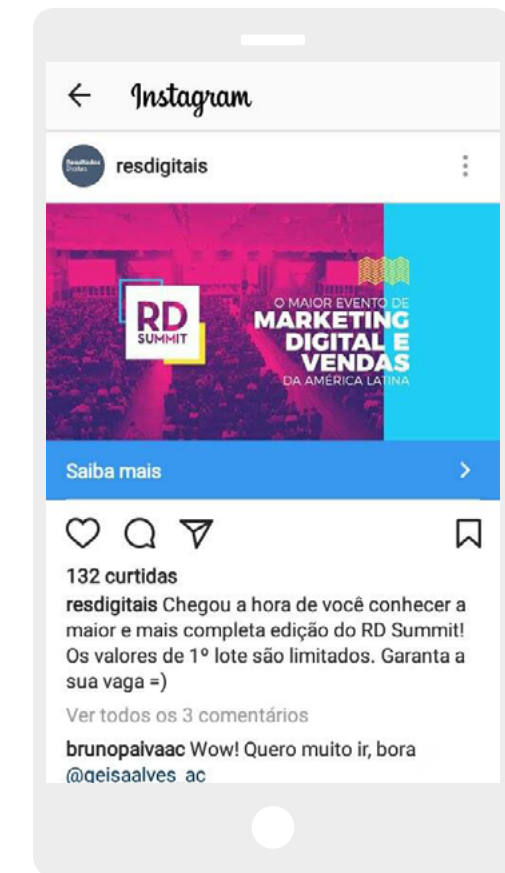 Instagram
Resultados
Digitais
resdigitais
RD
SUMMIT
O MAIOR EVENTO DE
MARKETING
DIGITAL E
VENDAS
DA AMÉRICA LATINA
Saiba mais
132 curtidas
resdigitais Chegou a hora de você conhecer a
maior e mais completa edição do RD Summit!
Os valores de 1º lote são limitados. Garanta a
sua vaga =)
Ver todos os 3 comentários
brunopaivaac Wow! Quero muito ir, bora
@geisaalves_ac